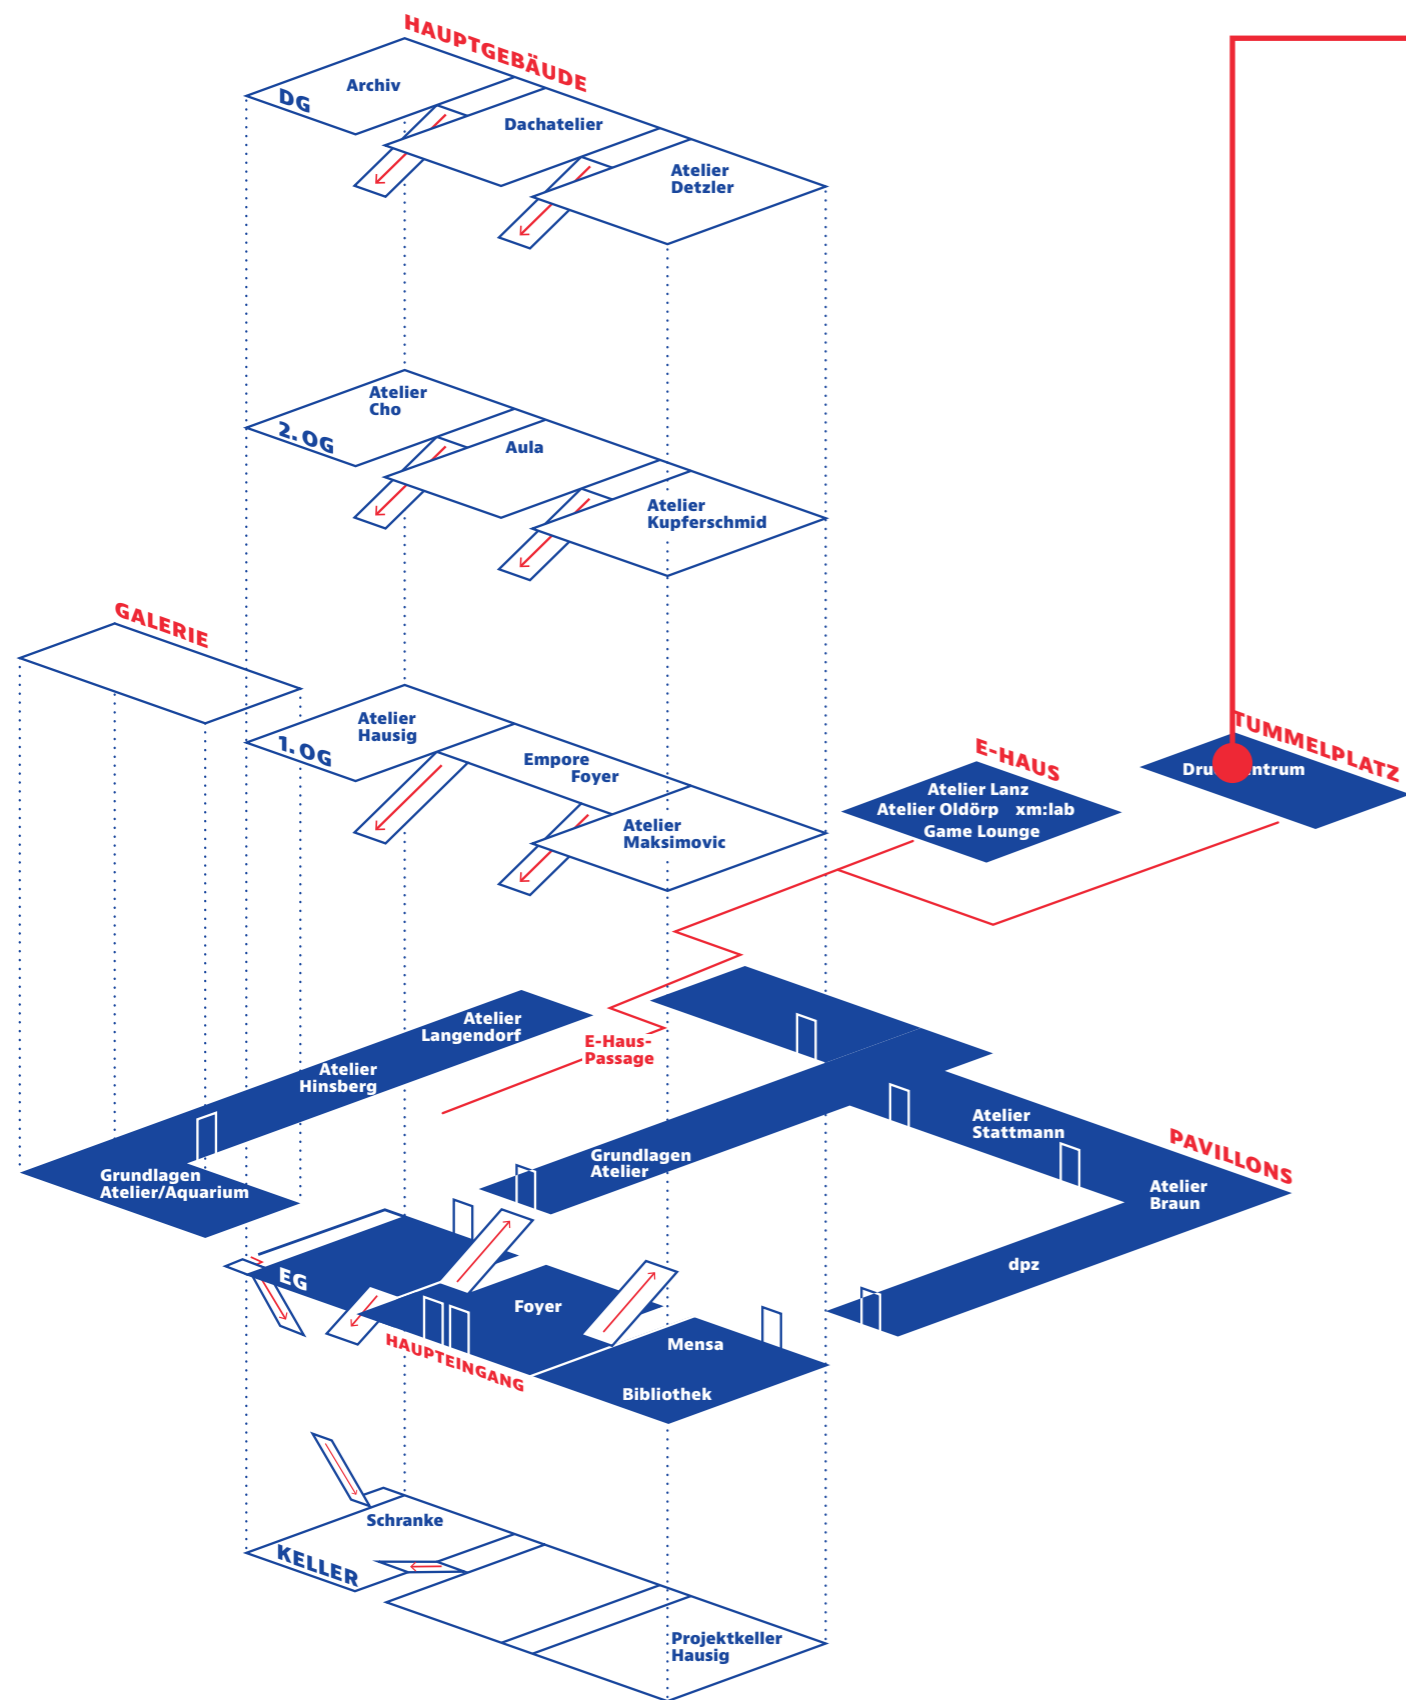 HAUPTGEBÄUDE
Archiv
DG
Dachatelier
Atelier
Detzler
Atelier
Cho
2. OG
Aula
Atelier
Kupferschmid
GALERIE
Atelier
Hausig
1. OG
Empore
Foyer
Atelier
Maksimovic
E-HAUS
Atelier Lanz
Atelier Oldörp xm:lab
Game Lounge
TUMMELPLATZ
Atelier
Langendorf
Atelier
Hinsberg
E-Haus-
Passage
Grundlagen
Atelier/Aquarium
Grundlagen
Atelier
Atelier
Stattmann
PAVILLONS
Atelier
Braun
dpz
EG
Foyer
Mensa
Bibliothek
HAUPTEINGANG
Schranke
KELLER
Projektkeller
Hausig